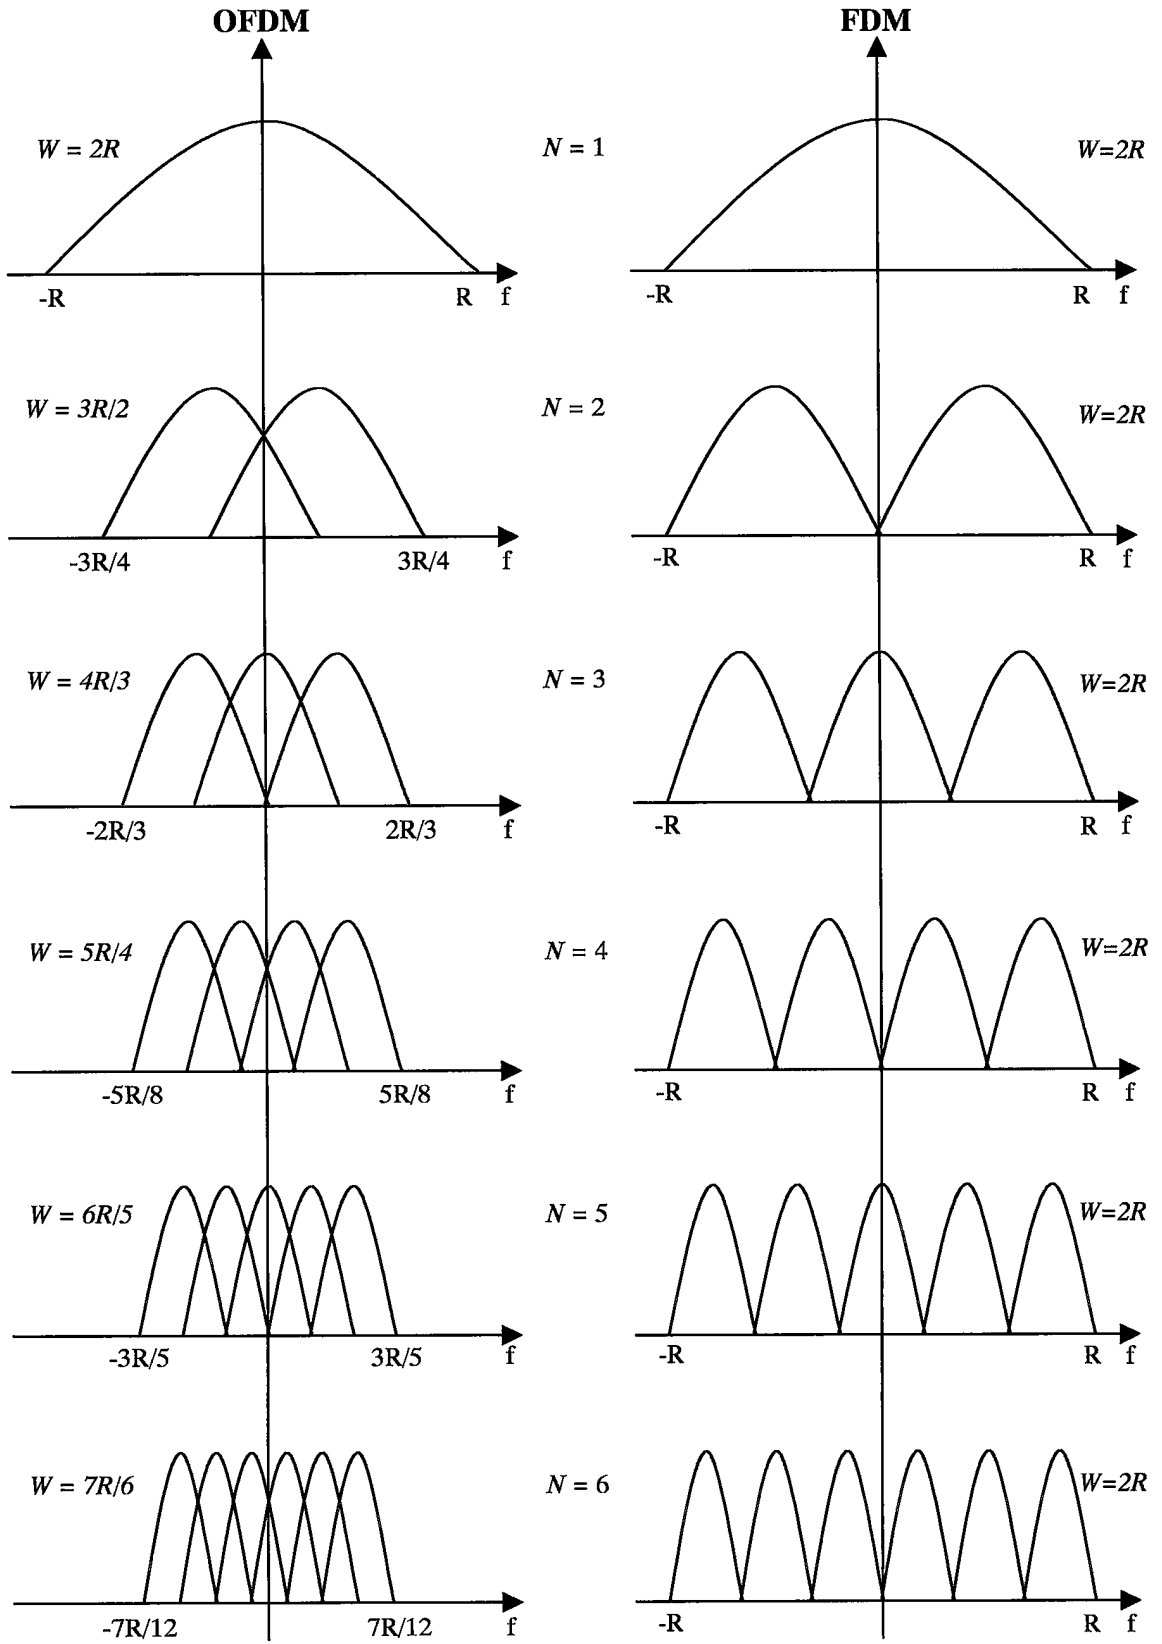 OFDM FDM
W = 2R N = 1 W=2R
-R R f -R R f
W = 3R/2 N = 2 W=2R
-3R/4 3R/4 f -R R f
W = 4R/3 N = 3 W=2R
-2R/3 2R/3 f -R R f
W = 5R/4 N = 4 W=2R
-5R/8 5R/8 f -R R f
W = 6R/5 N = 5 W=2R
-3R/5 3R/5 f -R R f
W = 7R/6 N = 6 W=2R
-7R/12 7R/12 f -R R f